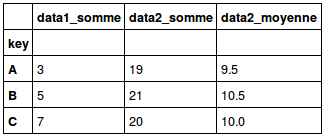 data1_somme data2_somme data2_moyenne
key
A 3 19 9.5
B 5 21 10.5
C 7 20 10.0